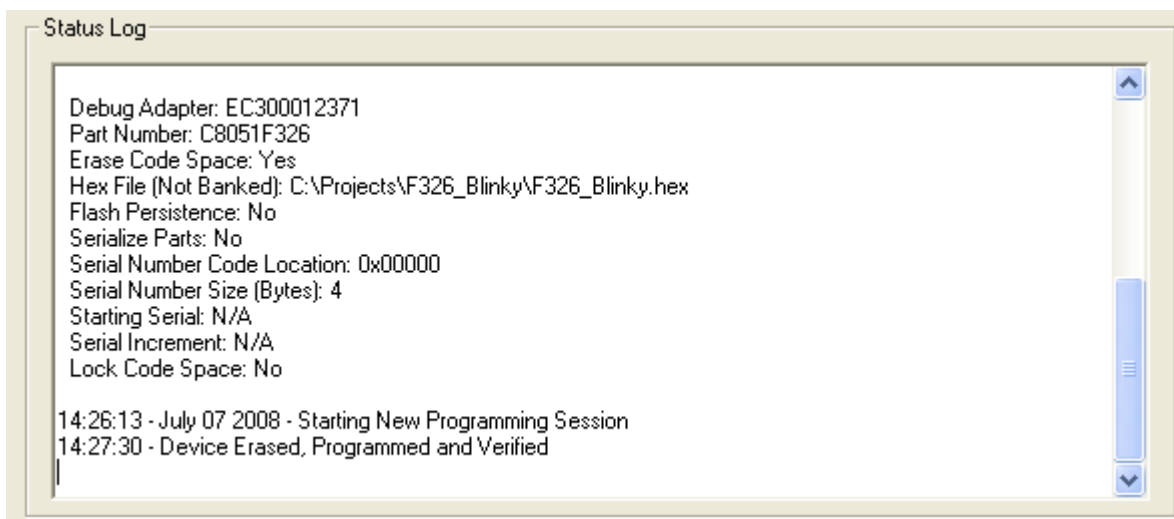 Status Log
Debug Adapter: EC300012371
Part Number: C8051F326
Erase Code Space: Yes
Hex File (Not Banked): C:\Projects\F326_Blinky\F326_Blinky.hex
Flash Persistence: No
Serialize Parts: No
Serial Number Code Location: 0x00000
Serial Number Size (Bytes): 4
Starting Serial: N/A
Serial Increment: N/A
Lock Code Space: No
14:26:13 - July 07 2008 - Starting New Programming Session
14:27:30 - Device Erased, Programmed and Verified